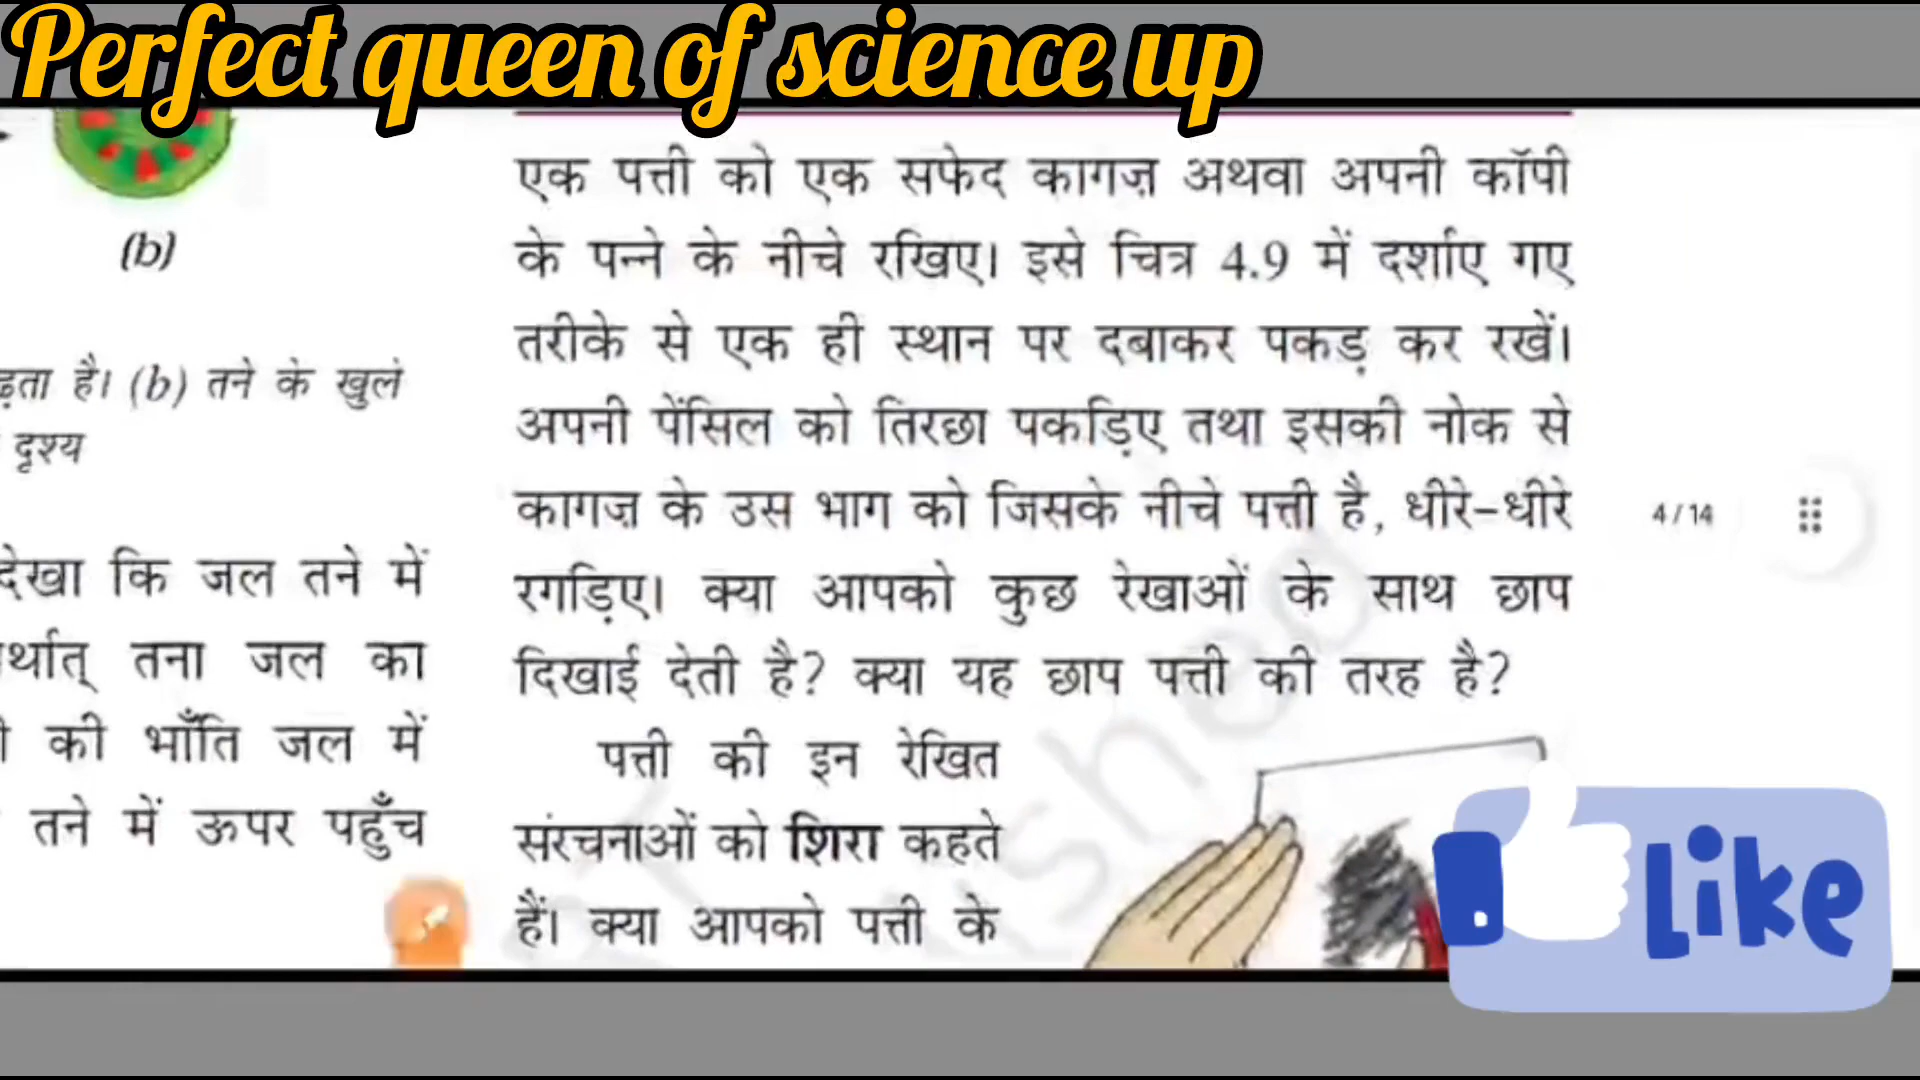 Perfect queen of science up
(b)
ढ़ता है। (b) तने के खुले
दृश्य
देखा कि जल तने में
र्थात् तना जल का
की भाँति जल में
तने में ऊपर पहुँच
एक पत्ती को एक सफेद कागज़ अथवा अपनी कॉपी
के पन्ने के नीचे रखिए। इसे चित्र 4.9 में दर्शाए गए
तरीके से एक ही स्थान पर दबाकर पकड़ कर रखें।
अपनी पेंसिल को तिरछा पकड़िए तथा इसकी नोक से
कागज़ के उस भाग को जिसके नीचे पत्ती है, धीरे-धीरे
रगड़िए। क्या आपको कुछ रेखाओं के साथ छाप
दिखाई देती है? क्या यह छाप पत्ती की तरह है?
पत्ती की इन रेखित
संरचनाओं को शिरा कहते
हैं। क्या आपको पत्ती के
4/14
Like